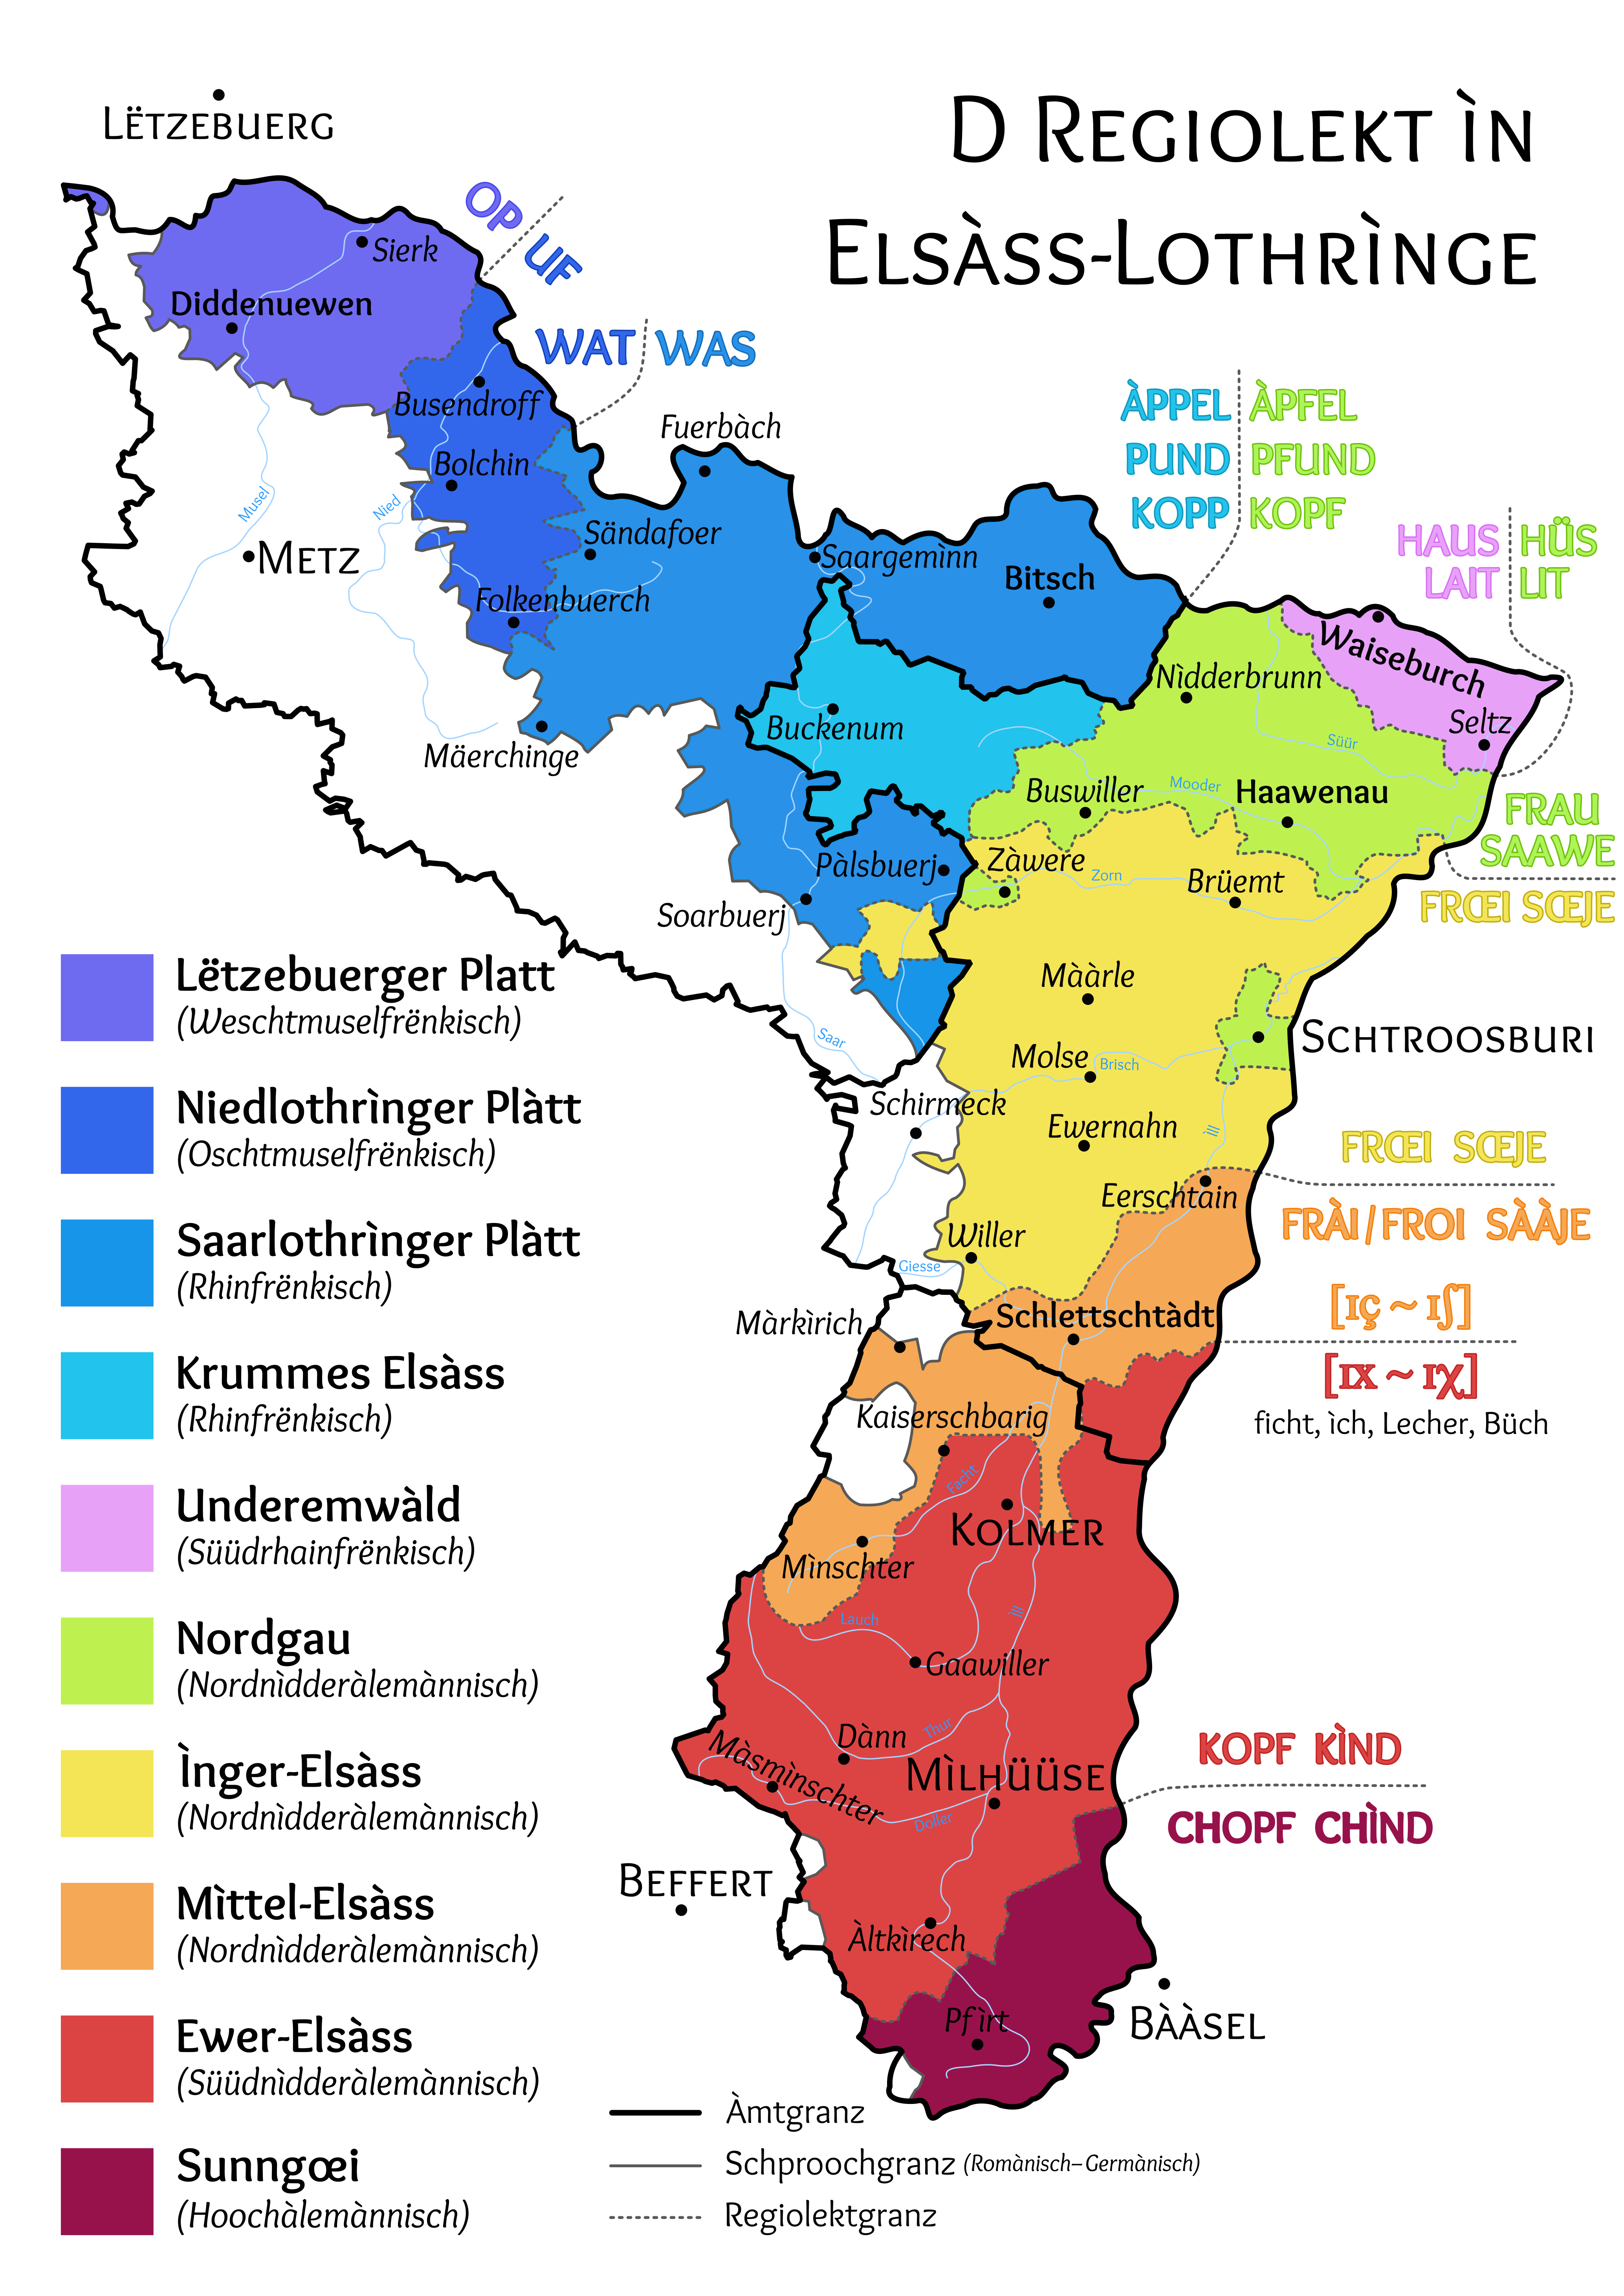 D Regiolekt ìn
Elsàss-Lothrìnge
Lëtzebuerg
OP
UF
Sierk
Diddenuewen
WAT
WAS
Busendroff
Fuerbàch
ÀPPEL
ÀPFEL
PUND
PFUND
KOPP
KOPF
Bolchin
Musel
Nied
Metz
Sàndafoer
Saargemìnn
Bitsch
HAUS
HÜS
LAIT
LIT
Folkenbuerch
Waiseburch
Nìdderbrunn
Seltz
Mäerchinge
Buckenum
Süür
Buswiller
Mooder
Haawenau
FRAU
SAAWE
Pàlsbuerj
Zàwere
Zorn
Brüemt
FRŒI SŒJE
Soarbuerj
Lëtzebuerger Platt
(Weschtmuselfrënkisch)
Mààrle
Saar
Schtroosburi
Molse
Brisch
Niedlothrìnger Plàtt
(Oschtmuselfrënkisch)
Schirmeck
Ewernahn
Ill
FRŒI SŒJE
Eerschtain
FRÀI/FROI SÀÀJE
Saarlothrìnger Plàtt
(Rhinfrënkisch)
Willer
Giesse
Màrkìrich
Schlettschtàdt
[ɪç ~ ɪʃ]
[ɪx ~ ɪχ]
ficht, ìch, Lecher, Büch
Krummes Elsàss
(Rhinfrënkisch)
Kaiserschbarig
Facht
Kolmer
Underemwàld
(Süüdrhainfrënkisch)
Mìnschter
Lauch
Ill
Gaawiller
Nordgau
(Nordnìdderàlemànnisch)
Dànn
Thur
Màsmìnschter
Mìlhüüse
Doller
KOPF KÌND
CHOPF CHÌND
Ìnger-Elsàss
(Nordnìdderàlemànnisch)
Beffert
Àltkìrech
Mìttel-Elsàss
(Nordnìdderàlemànnisch)
Pfìrt
Bààsel
Ewer-Elsàss
(Süüdnìdderàlemànnisch)
Sunngœi
(Hoochàlemànnisch)
Àmtgranz
Schproochgranz (Romànisch–Germànisch)
Regiolektgranz